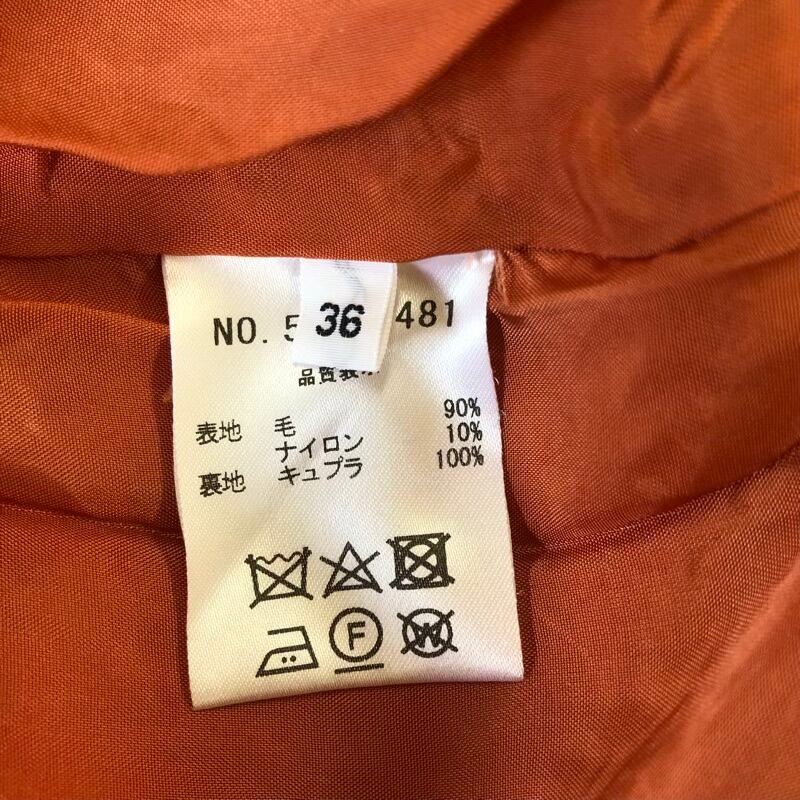 NO. 5 36 481
品質表示
表地 毛 90%
ナイロン 10%
裏地 キュプラ 100%
F
W